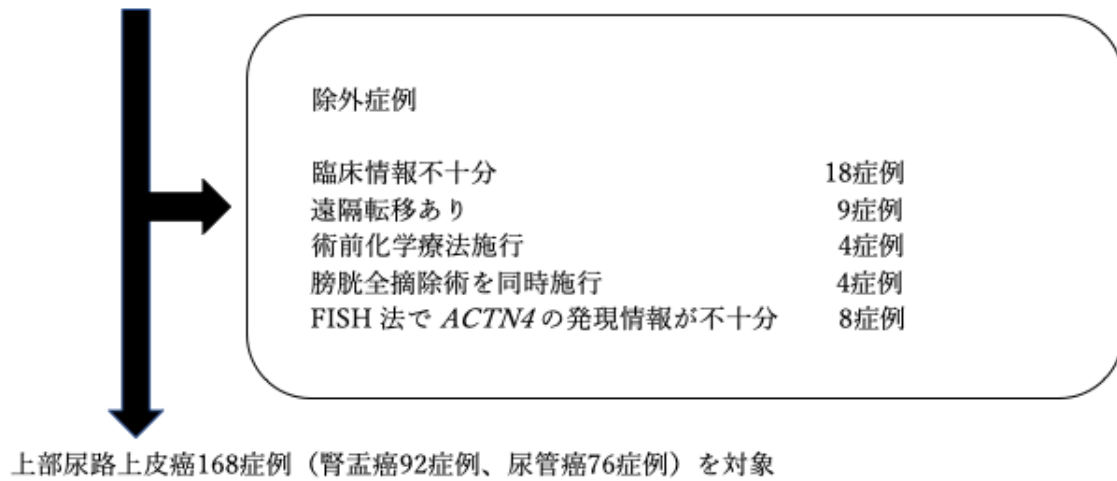 除外症例
臨床情報不十分 18症例
遠隔転移あり 9症例
術前化学療法施行 4症例
膀胱全摘除術を同時施行 4症例
FISH 法で ACTN4 の発現情報が不十分 8症例
上部尿路上皮癌168症例（腎盂癌92症例、尿管癌76症例）を対象